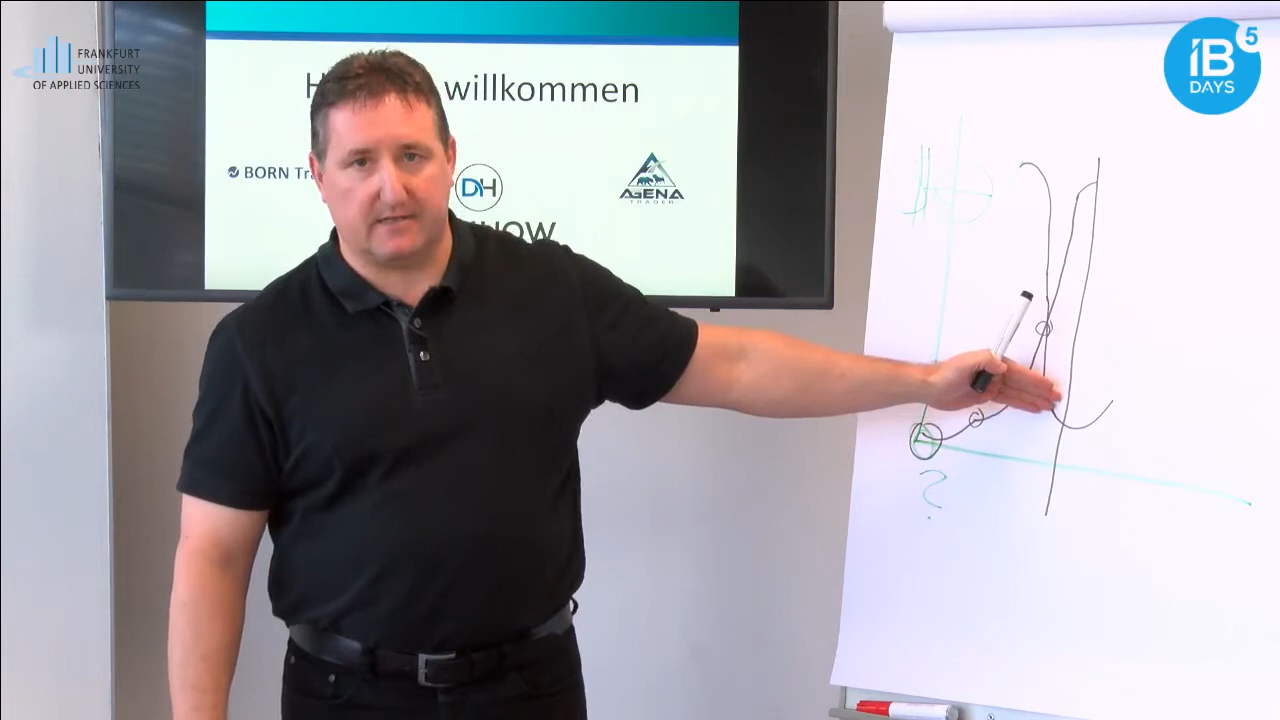 FRANKFURT
UNIVERSITY
OF APPLIED SCIENCES
5
iB
DAYS
willkommen
BORN
DH
AGENA
TRADER
?